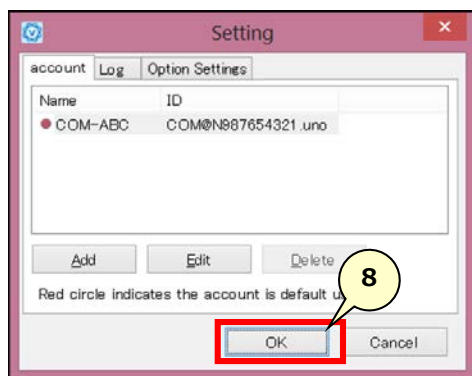 Setting
account Log Option Settings
Name ID
COM-ABC COM@N987654321.uno
Add Edit Delete
8
Red circle indicates the account is default
OK Cancel